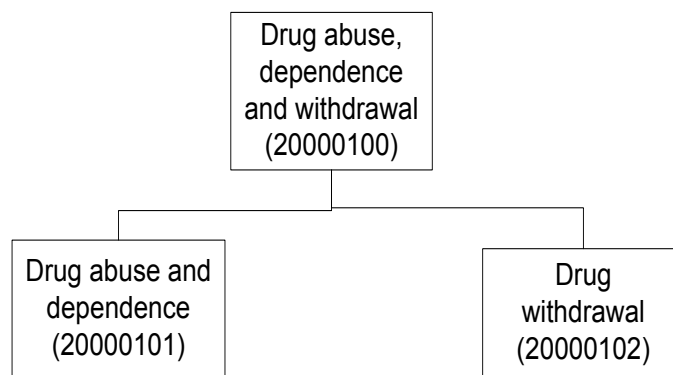 Drug abuse,
dependence
and withdrawal
(20000100)
Drug abuse and
dependence
(20000101)
Drug
withdrawal
(20000102)